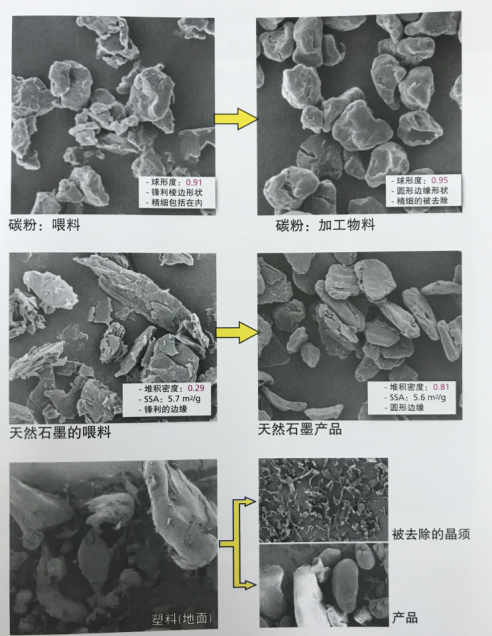 - 球形度：0.91
- 锋利棱边形状
- 精细包括在内
- 球形度：0.95
- 圆形边缘形状
- 精细的被去除
碳粉：喂料
碳粉：加工物料
- 堆积密度：0.29
- SSA：5.7 m²/g
- 锋利的边缘
- 堆积密度：0.81
- SSA：5.6 m²/g
- 圆形边缘
天然石墨的喂料
天然石墨产品
被去除的晶须
塑料(地面)
产品